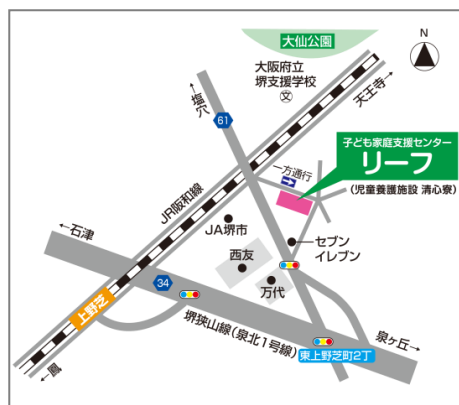 大仙公園
N
大阪府立
堺支援学校
文
→天王寺
←塩穴
61
子ども家庭支援センター
リーフ
(児童養護施設 清心寮)
一方通行
JR阪和線
←石津
JA堺市
セブン
イレブン
西友
34
万代
上野芝
堺狭山線(泉北1号線)
泉ヶ丘→
東上野芝町2丁
←鳳